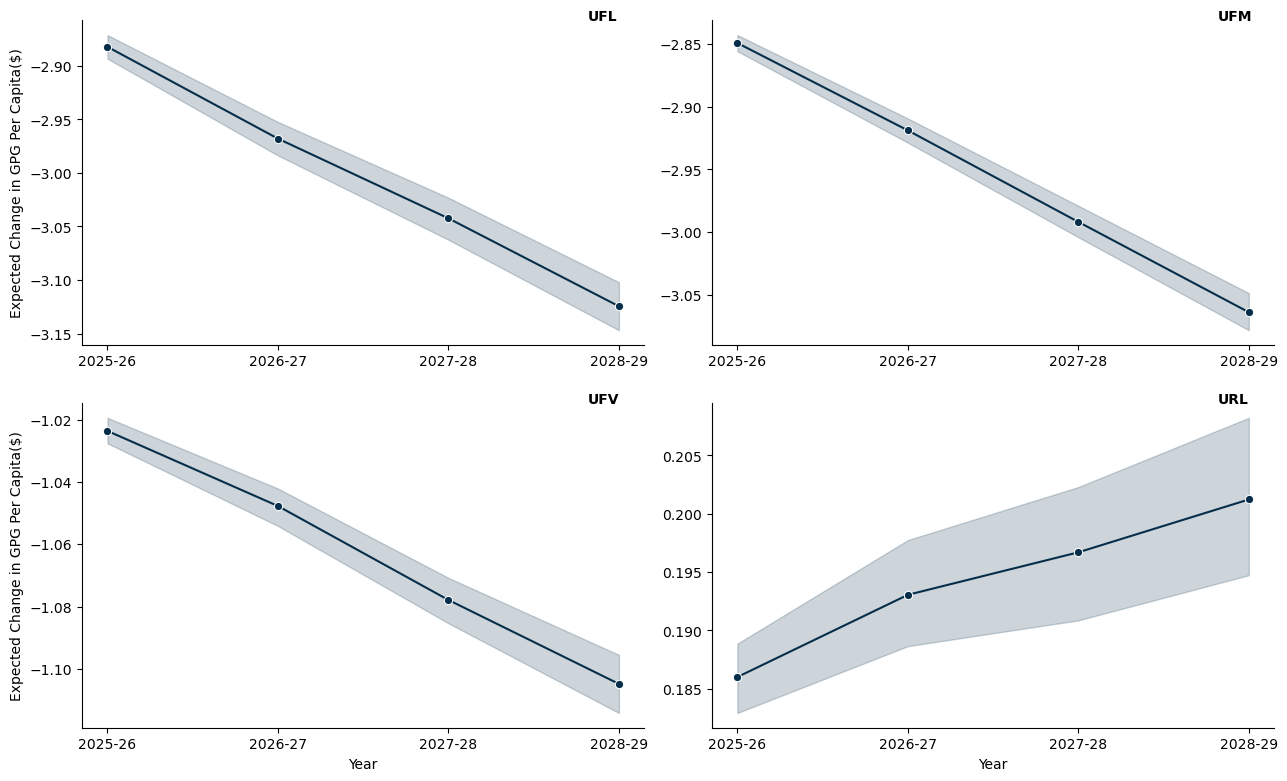 UFL
Expected Change in GPG Per Capita($)
−2.90
−2.95
−3.00
−3.05
−3.10
−3.15
2025-26 2026-27 2027-28 2028-29
UFM
−2.85
−2.90
−2.95
−3.00
−3.05
2025-26 2026-27 2027-28 2028-29
UFV
Expected Change in GPG Per Capita($)
−1.02
−1.04
−1.06
−1.08
−1.10
2025-26 2026-27 2027-28 2028-29
Year
URL
0.205
0.200
0.195
0.190
0.185
2025-26 2026-27 2027-28 2028-29
Year